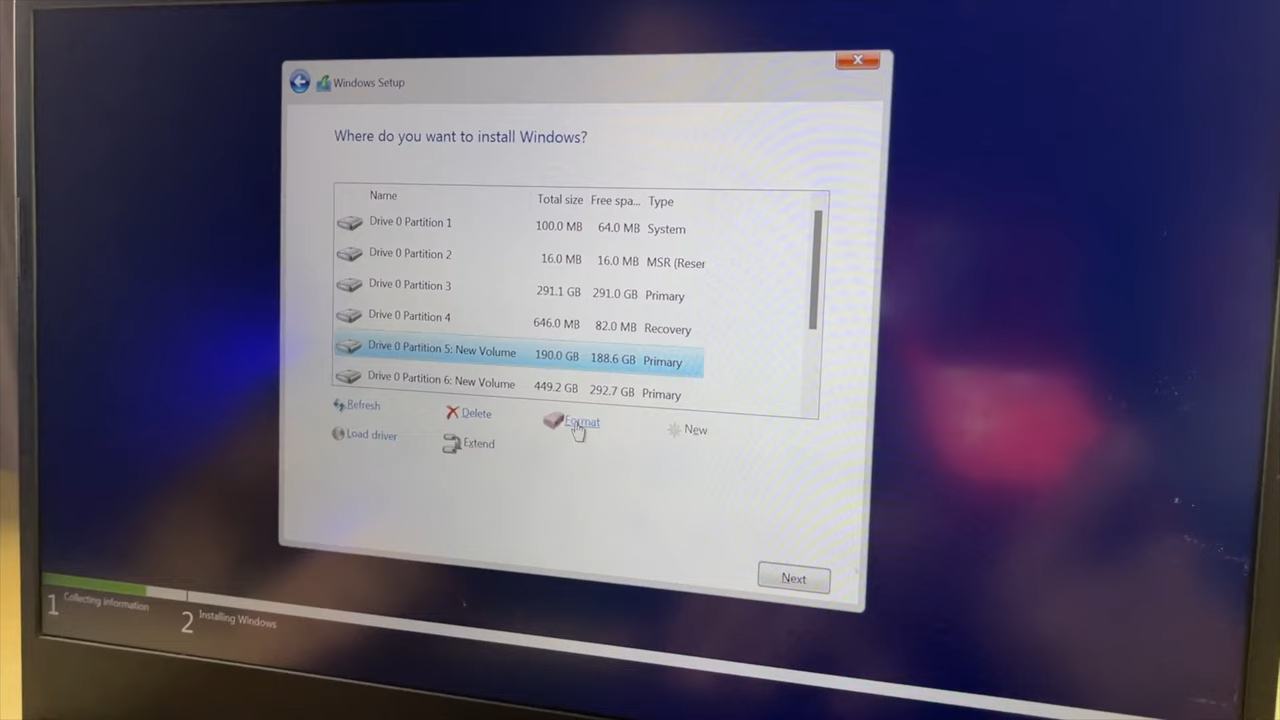 Windows Setup
Where do you want to install Windows?
Name Total size Free spa... Type
Drive 0 Partition 1 100.0 MB 64.0 MB System
Drive 0 Partition 2 16.0 MB 16.0 MB MSR (Reser
Drive 0 Partition 3 291.1 GB 291.0 GB Primary
Drive 0 Partition 4 646.0 MB 82.0 MB Recovery
Drive 0 Partition 5: New Volume 190.0 GB 188.6 GB Primary
Drive 0 Partition 6: New Volume 449.2 GB 292.7 GB Primary
Refresh Delete Format New
Load driver Extend
Next
1 Collecting information
2 Installing Windows